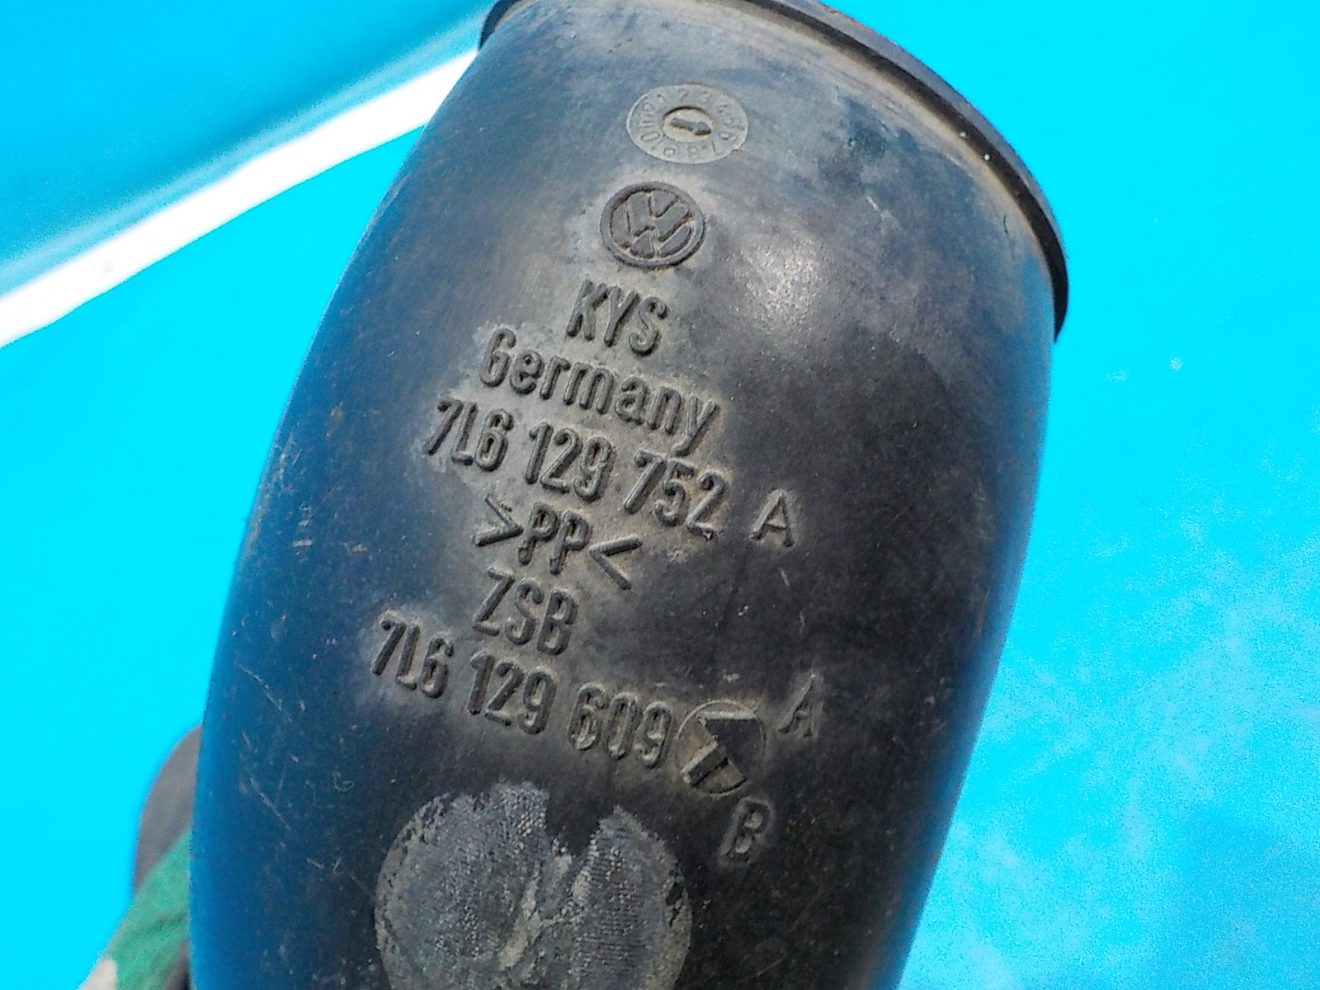 KYS
Germany
7L6 129 752 A
>PP<
ZSB
7L6 129 609 A
B